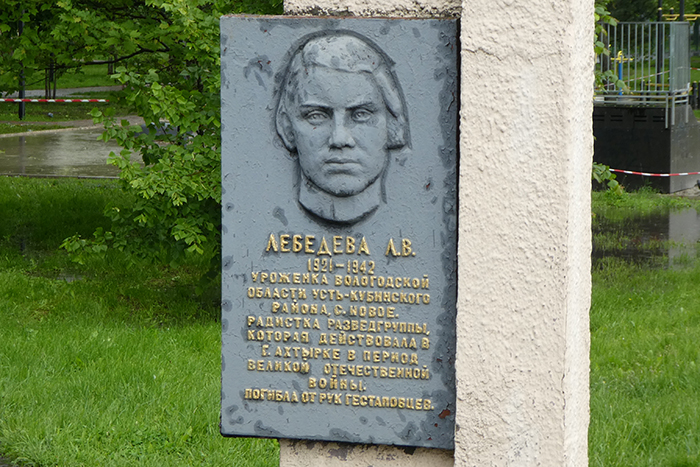 ЛЕБЕДЕВА Л.В.
1921-1942
УРОЖЕНКА ВОЛОГОДСКОЙ
ОБЛАСТИ УСТЬ-КУБИНСКОГО
РАЙОНА, С. НОВОЕ.
РАДИСТКА РАЗВЕДГРУППЫ,
КОТОРАЯ ДЕЙСТВОВАЛА В
Г. АХТЫРКЕ В ПЕРИОД
ВЕЛИКОЙ ОТЕЧЕСТВЕННОЙ
ВОЙНЫ.
ПОГИБЛА ОТ РУК ГЕСТАПОВЦЕВ.